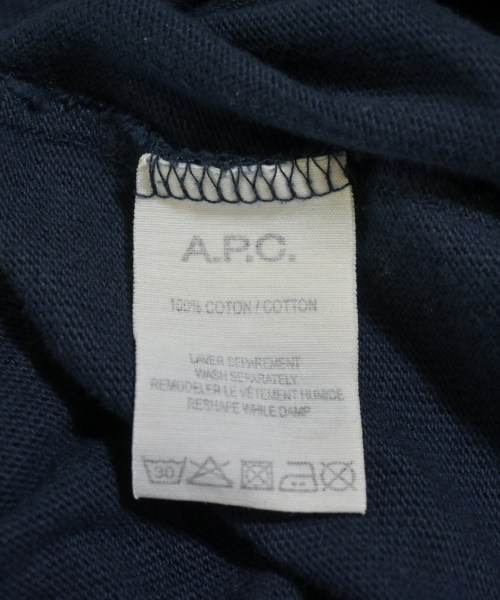 A.P.C.
100% COTON / COTTON
LAVER SEPAREMENT
WASH SEPARATELY
REMODELER LE VÊTEMENT HUMIDE
RESHAPE WHILE DAMP
30